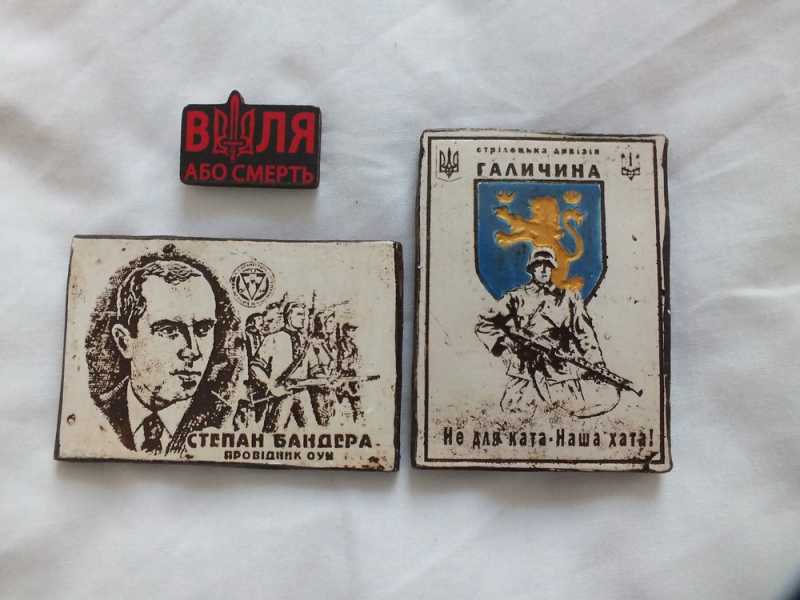 ВОЛЯ
АБО СМЕРТЬ
стрілецька дивізія
ГАЛИЧИНА
Не для ката - Наша хата!
СТЕПАН БАНДЕРА
ПРОВІДНИК ОУН